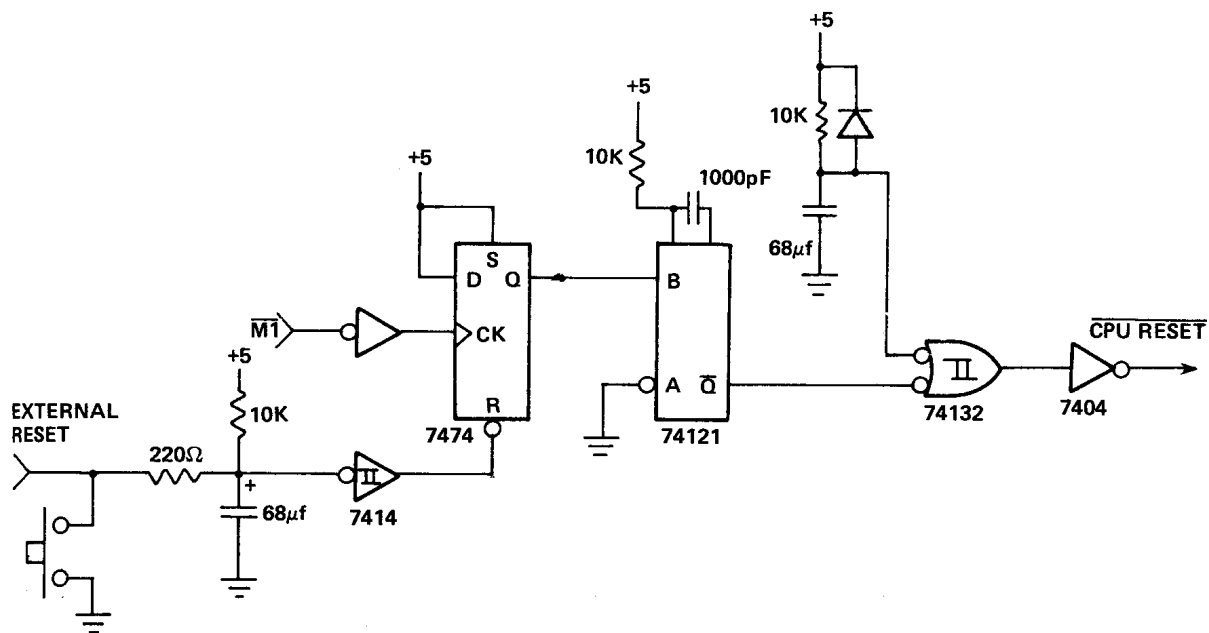 +5
+5
10K
+5
10K
1000pF
68µf
S
D Q
B
M1
CK
CPU RESET
+5
10K
A Q
R
EXTERNAL
RESET
7474
74121
74132
7404
220Ω
+
68µf
7414